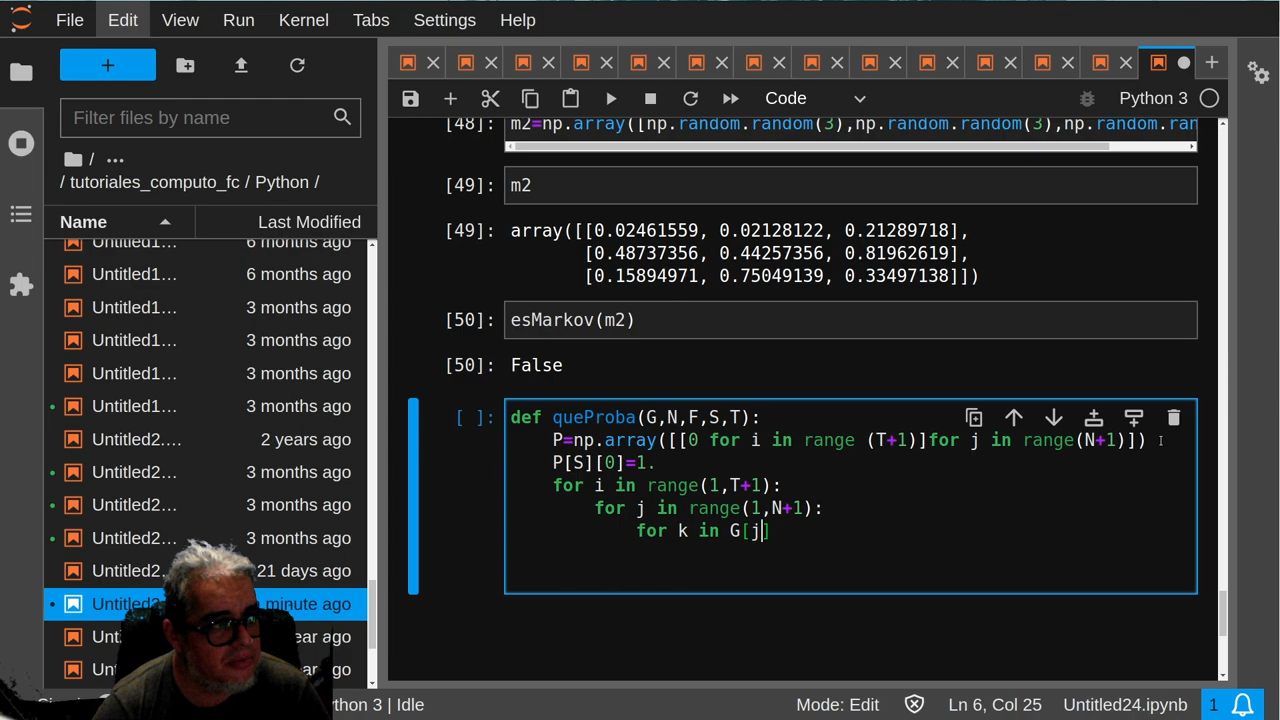 File Edit View Run Kernel Tabs Settings Help
Filter files by name
/ ...
/ tutoriales_computo_fc / Python /
Name Last Modified
Untitled1… 6 months ago
Untitled1… 6 months ago
Untitled1… 3 months ago
Untitled1… 3 months ago
Untitled1… 3 months ago
Untitled1… 3 months ago
Untitled2… 2 years ago
Untitled2… 3 months ago
Untitled2… 3 months ago
Untitled2… 3 months ago
Untitled2… 21 days ago
minute ago
ago
Code
Python 3
[48]: m2=np.array([np.random.random(3),np.random.random(3),np.random.ran
[49]: m2
[49]: array([[0.02461559, 0.02128122, 0.21289718],
[0.48737356, 0.44257356, 0.81962619],
[0.15894971, 0.75049139, 0.33497138]])
[50]: esMarkov(m2)
[50]: False
[ ]: def queProba(G,N,F,S,T):
P=np.array([[0 for i in range (T+1)]for j in range(N+1)])
P[S][0]=1.
for i in range(1,T+1):
for j in range(1,N+1):
for k in G[j]
3 | Idle
Mode: Edit
Ln 6, Col 25
Untitled24.ipynb
1